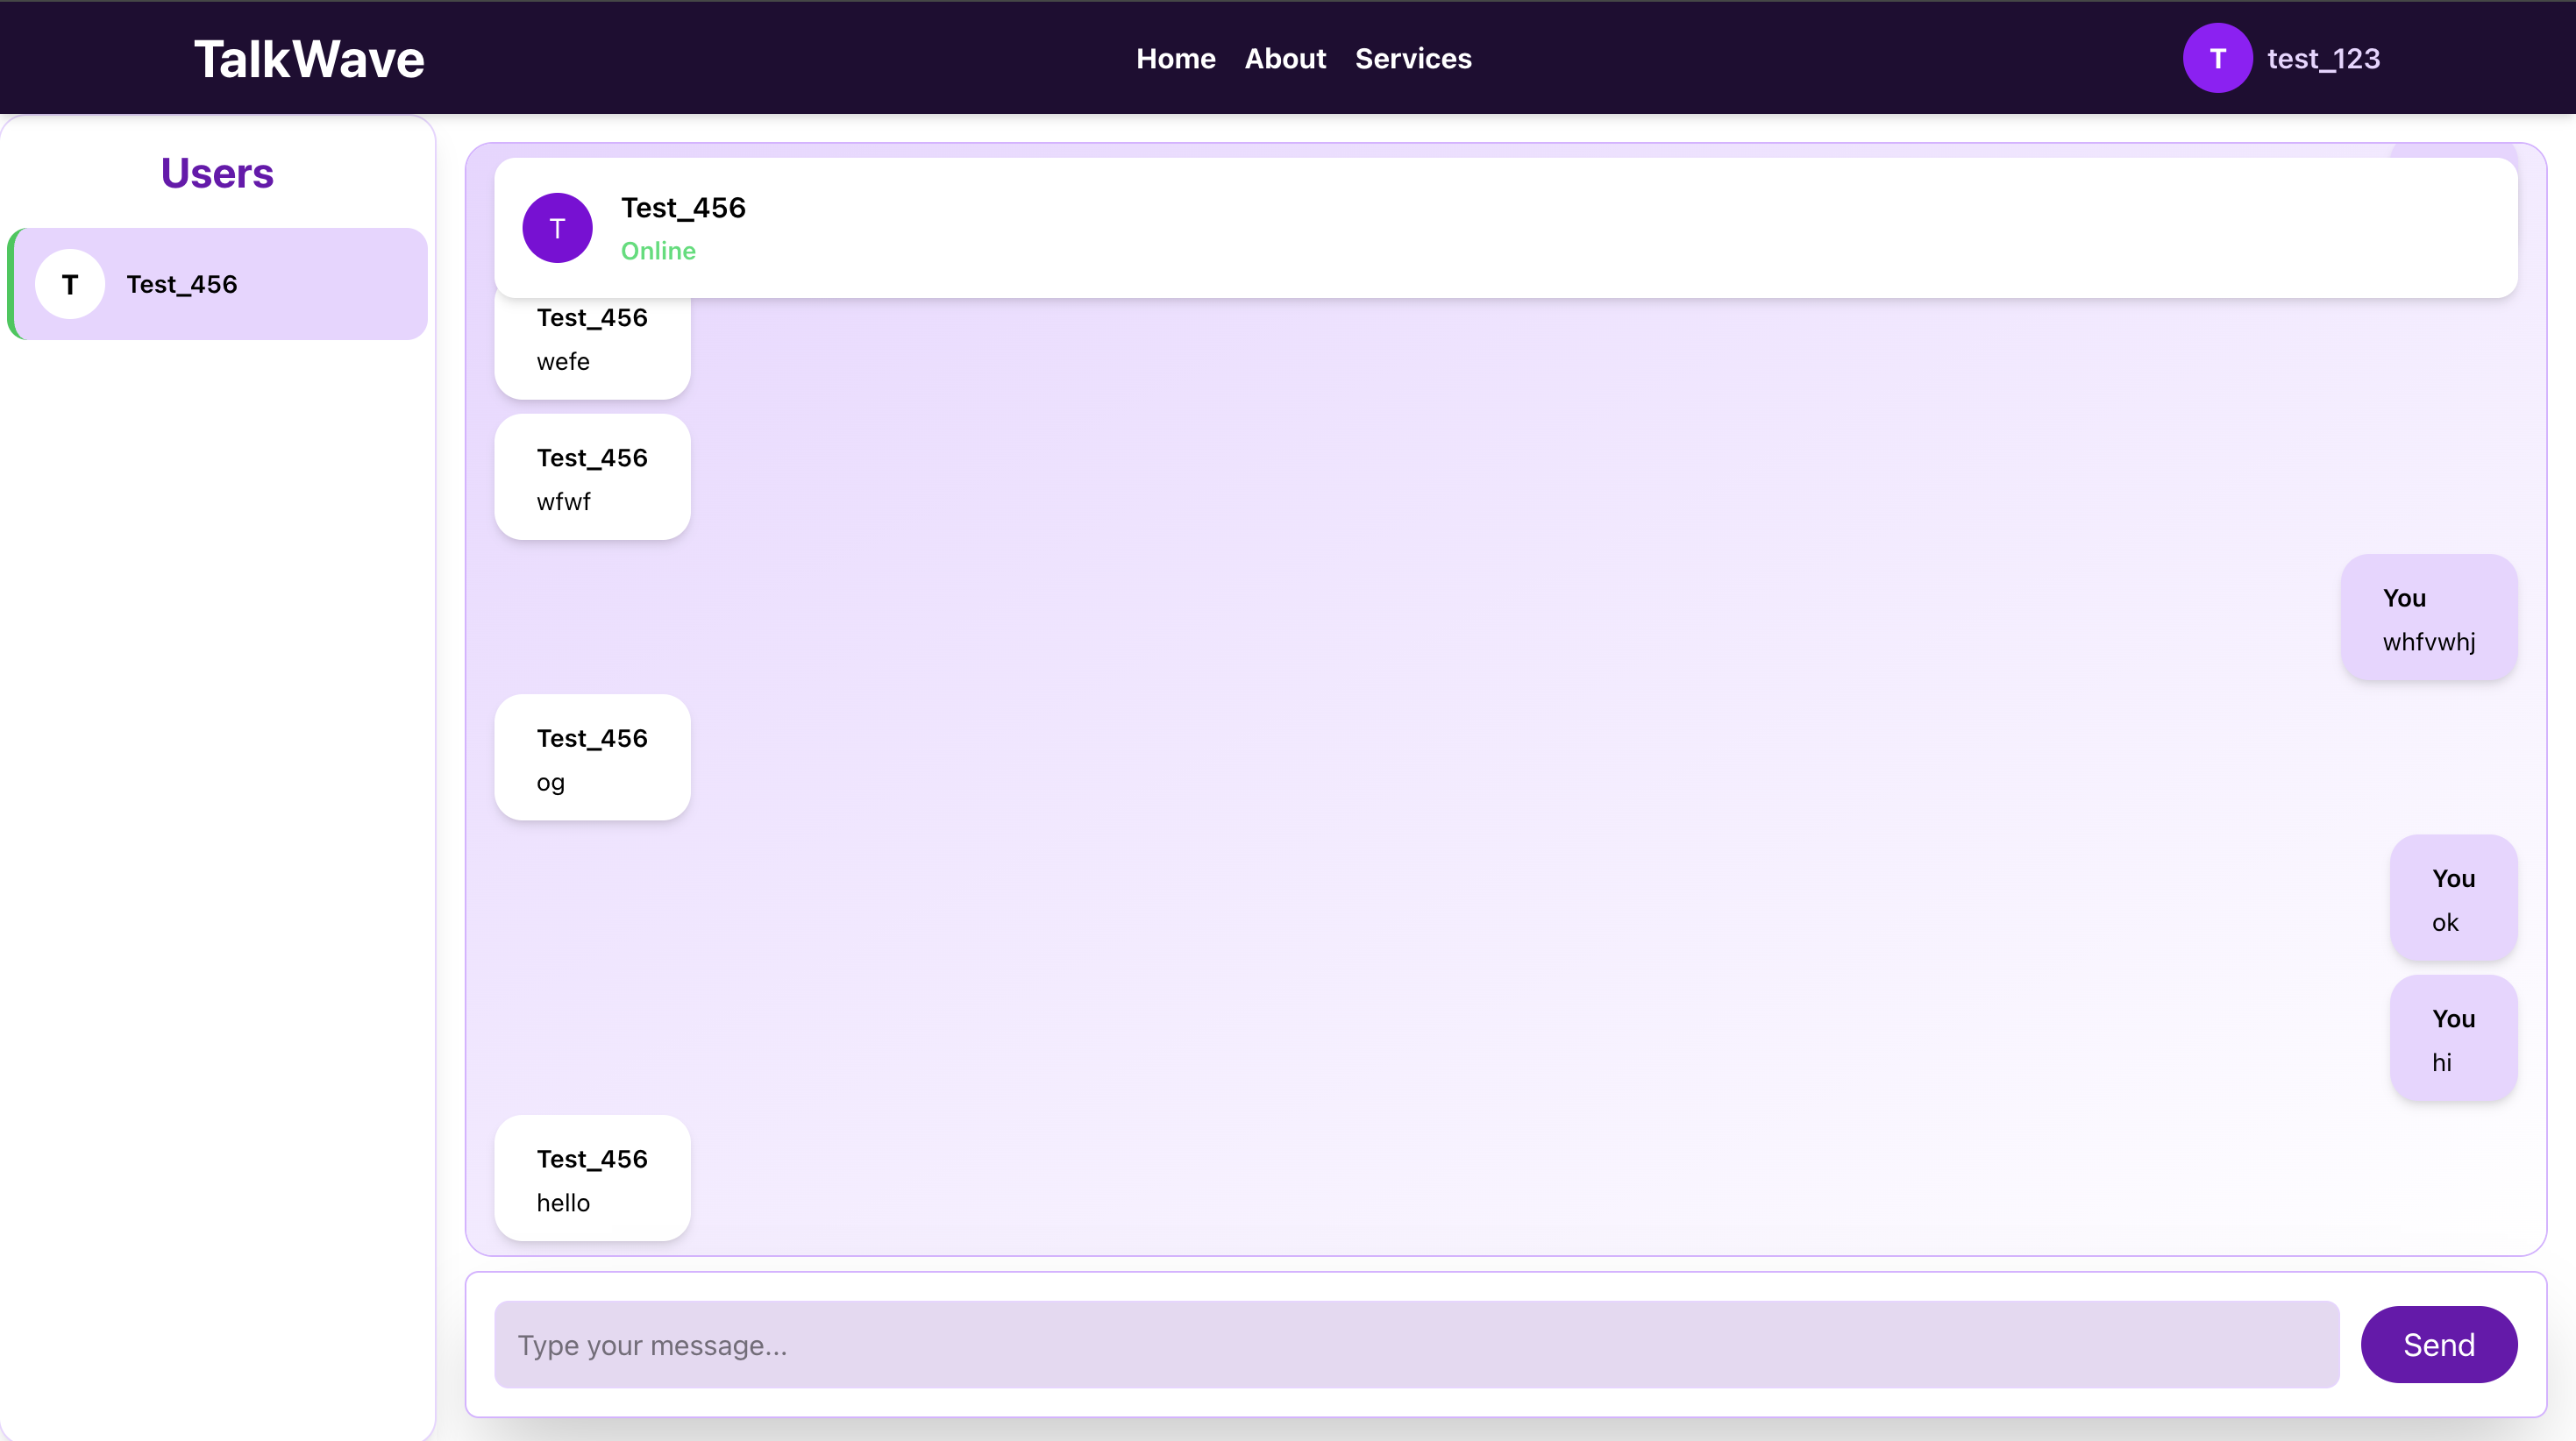 TalkWave
Home About Services
T test_123
Users
T Test_456
T
Test_456
Online
Test_456
wefe
Test_456
wfwf
You
whfvwhj
Test_456
og
You
ok
You
hi
Test_456
hello
Type your message...
Send